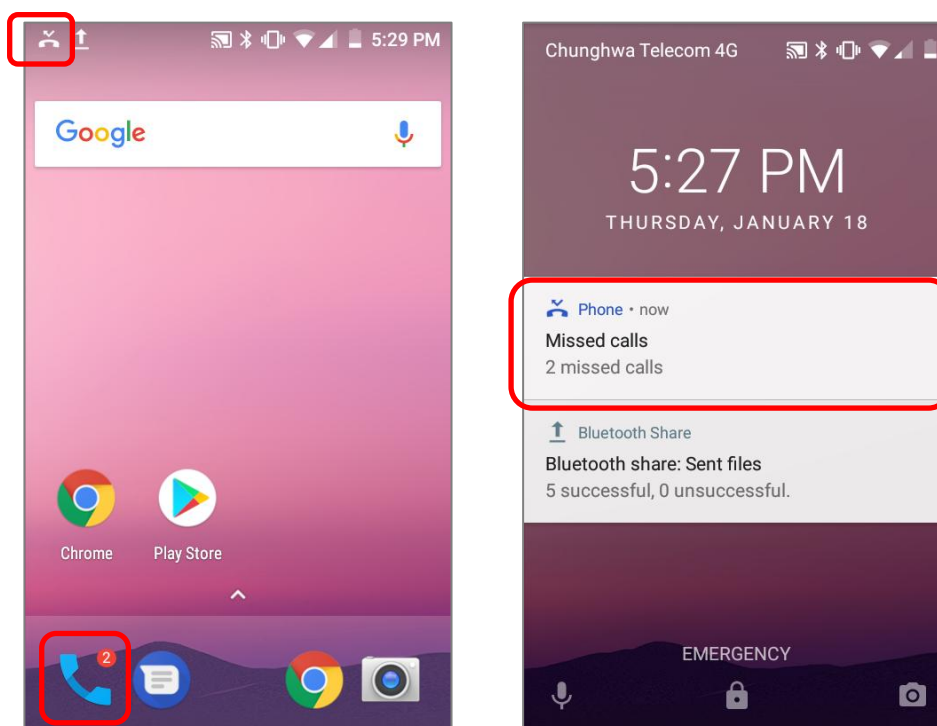 5:29 PM
Google
Chrome
Play Store
2
Chunghwa Telecom 4G
5:27 PM
THURSDAY, JANUARY 18
Phone • now
Missed calls
2 missed calls
Bluetooth Share
Bluetooth share: Sent files
5 successful, 0 unsuccessful.
EMERGENCY